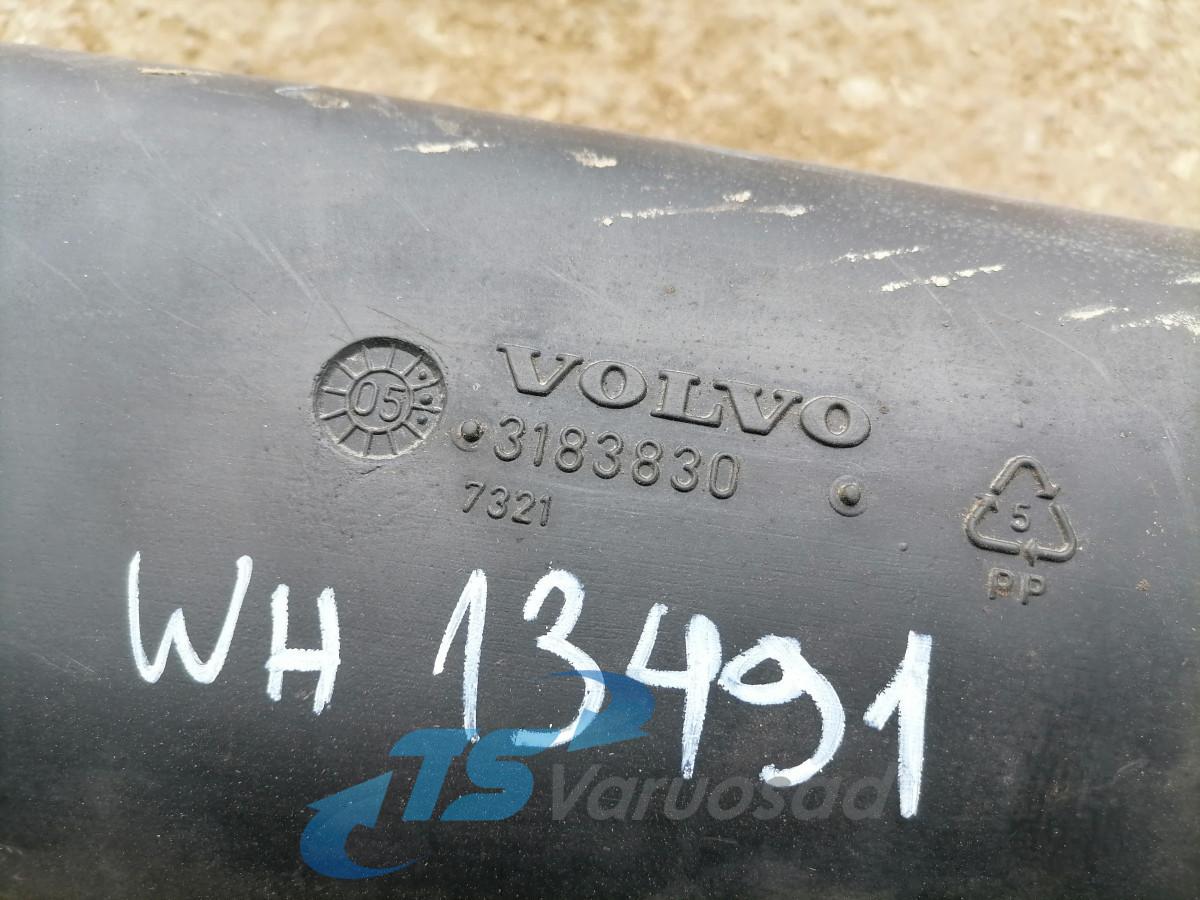 VOLVO
05
3183830
7321
5
PP
WH 13491
TS Varuosad